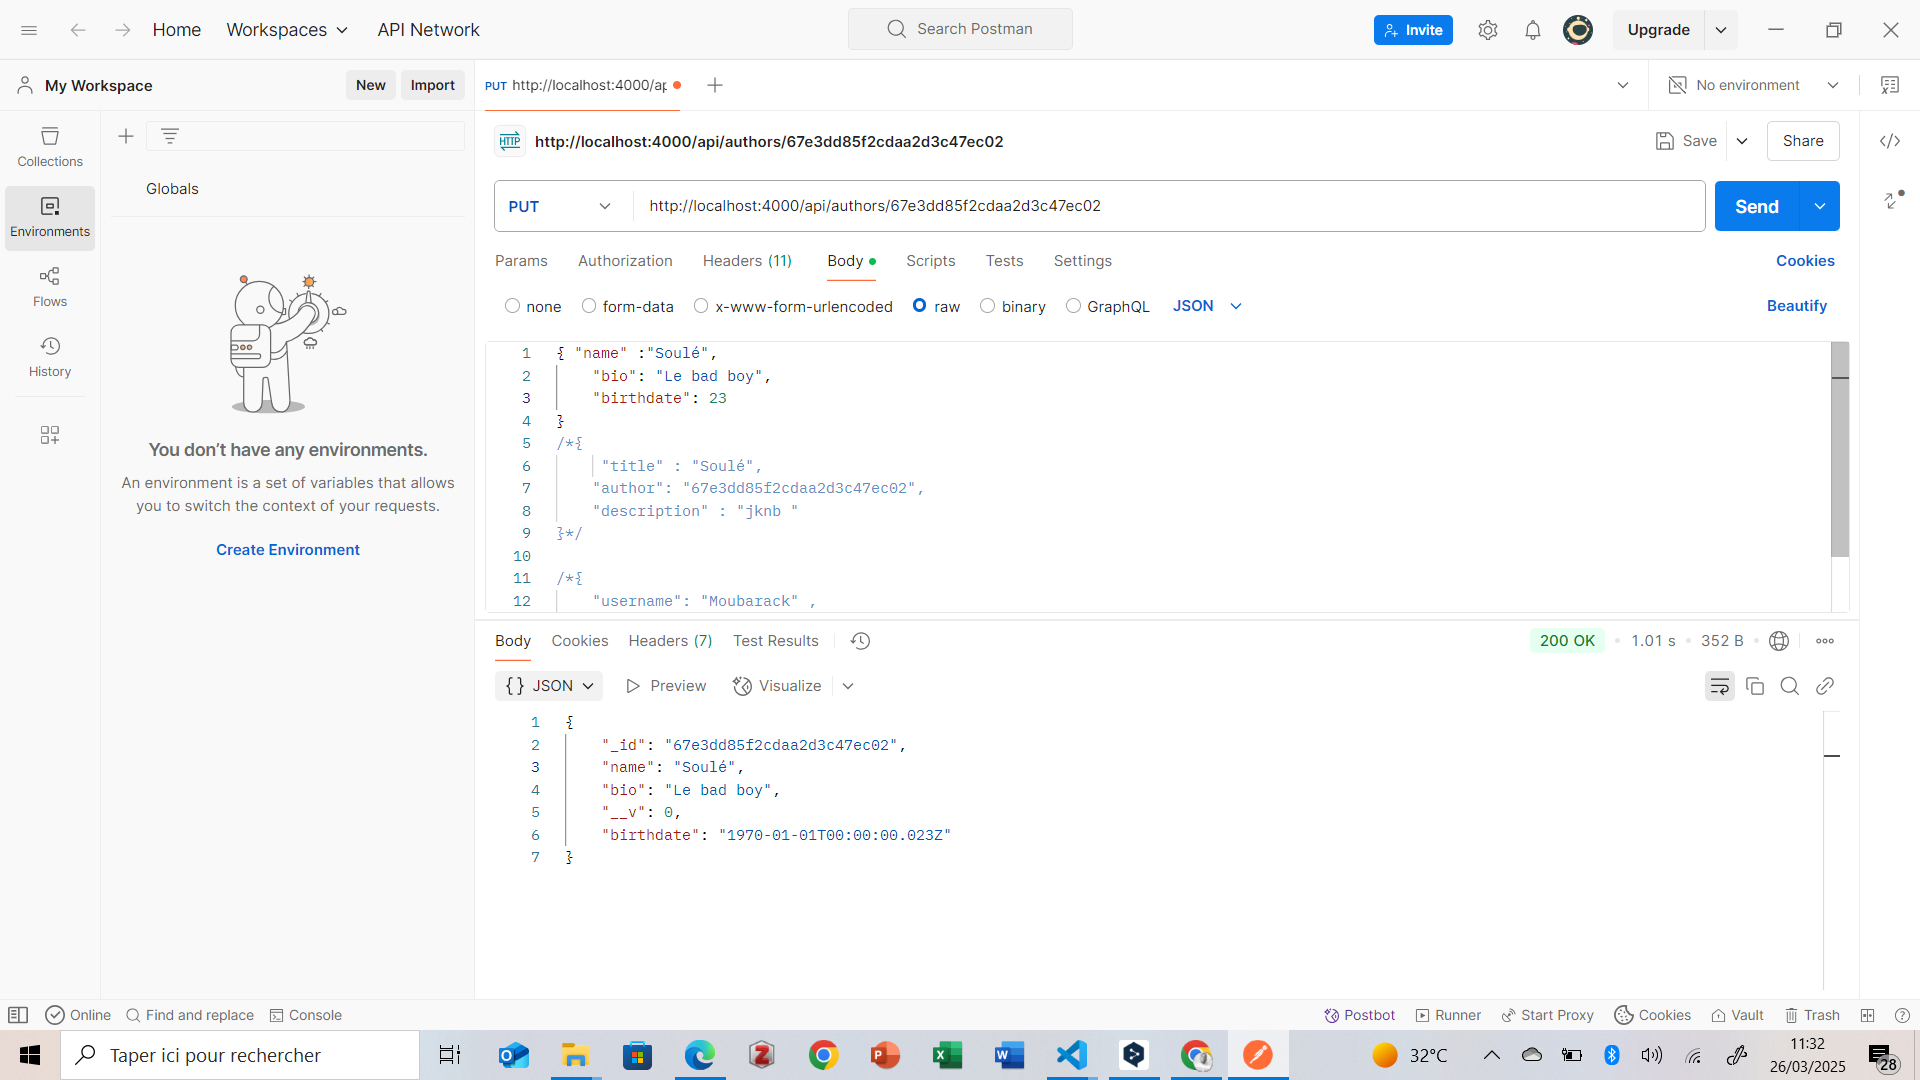 Home
Workspaces
API Network
Search Postman
Invite
Upgrade
My Workspace
New
Import
PUT http://localhost:4000/ap
No environment
Collections
Environments
Flows
History
Globals
You don’t have any environments.
An environment is a set of variables that allows
you to switch the context of your requests.
Create Environment
HTTP
http://localhost:4000/api/authors/67e3dd85f2cdaa2d3c47ec02
Save
Share
PUT
http://localhost:4000/api/authors/67e3dd85f2cdaa2d3c47ec02
Send
Params
Authorization
Headers (11)
Body
Scripts
Tests
Settings
Cookies
none
form-data
x-www-form-urlencoded
raw
binary
GraphQL
JSON
Beautify
1 { "name" :"Soulé",
2 "bio": "Le bad boy",
3 "birthdate": 23
4 }
5 /*{
6 "title" : "Soulé",
7 "author": "67e3dd85f2cdaa2d3c47ec02",
8 "description" : "jknb "
9 }*/
10
11 /*{
12 "username": "Moubarack" ,
Body
Cookies
Headers (7)
Test Results
200 OK
1.01 s
352 B
{} JSON
Preview
Visualize
1 {
2 "_id": "67e3dd85f2cdaa2d3c47ec02",
3 "name": "Soulé",
4 "bio": "Le bad boy",
5 "__v": 0,
6 "birthdate": "1970-01-01T00:00:00.023Z"
7 }
Online
Find and replace
Console
Postbot
Runner
Start Proxy
Cookies
Vault
Trash
Taper ici pour rechercher
32°C
11:32
26/03/2025
28